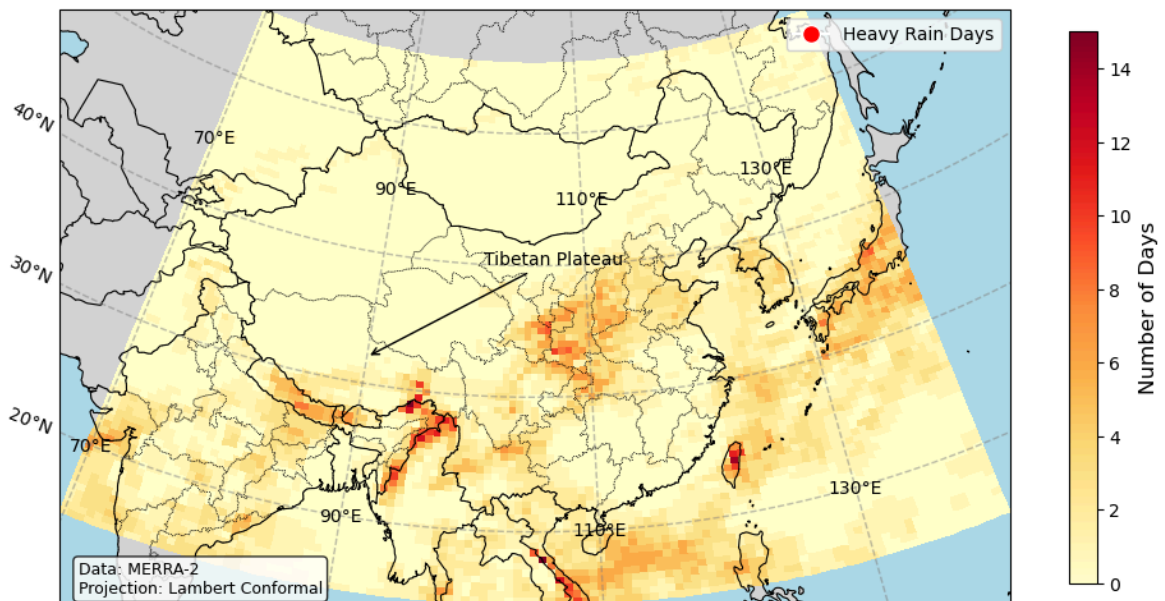 Heavy Rain Days
40°N
30°N
20°N
70°E
90°E
110°E
130°E
Tibetan Plateau
70°E
90°E
110°E
130°E
Data: MERRA-2
Projection: Lambert Conformal
14
12
10
8
6
4
2
0
Number of Days